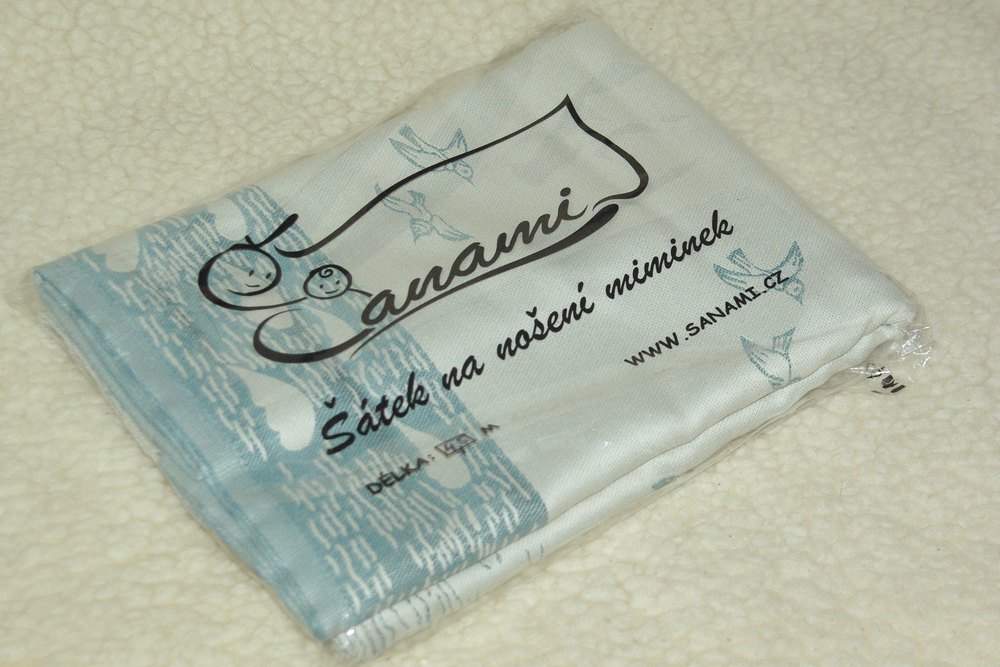 Sanami
Šátek na nošení miminek
www.SANAMI.CZ
DÉLKA: M